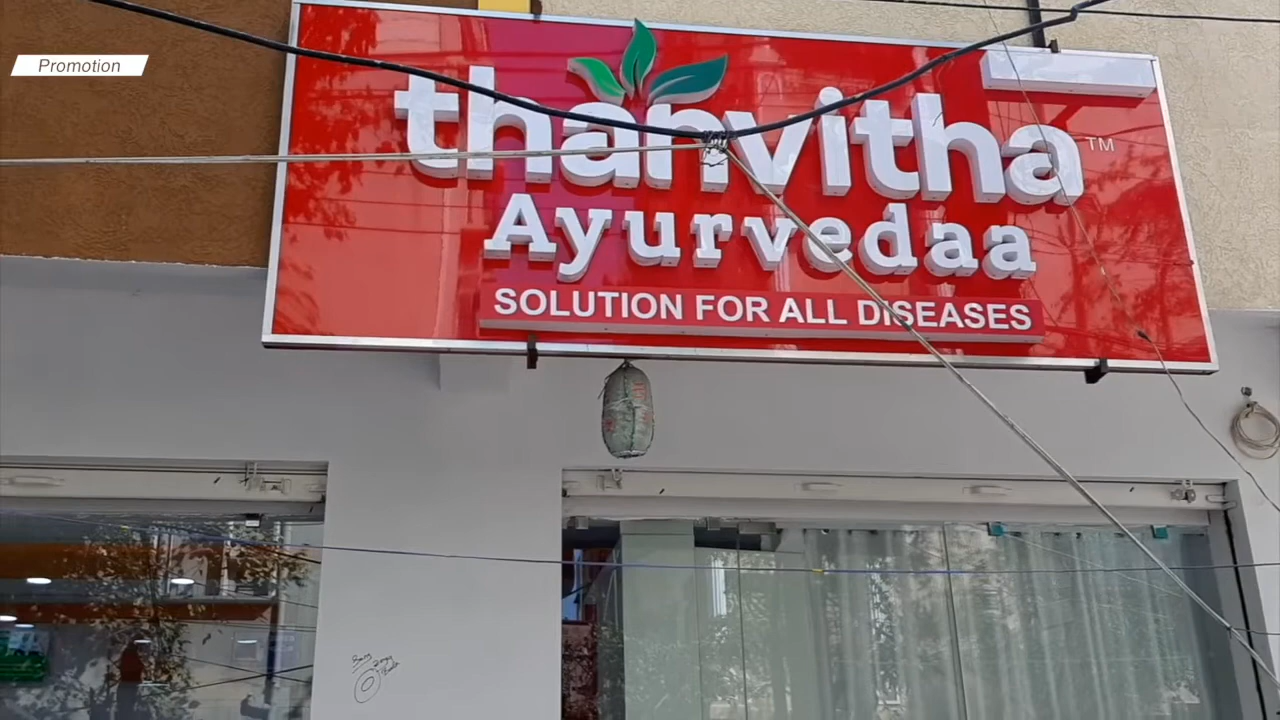 Promotion
thanvitha™
Ayurvedaa
SOLUTION FOR ALL DISEASES